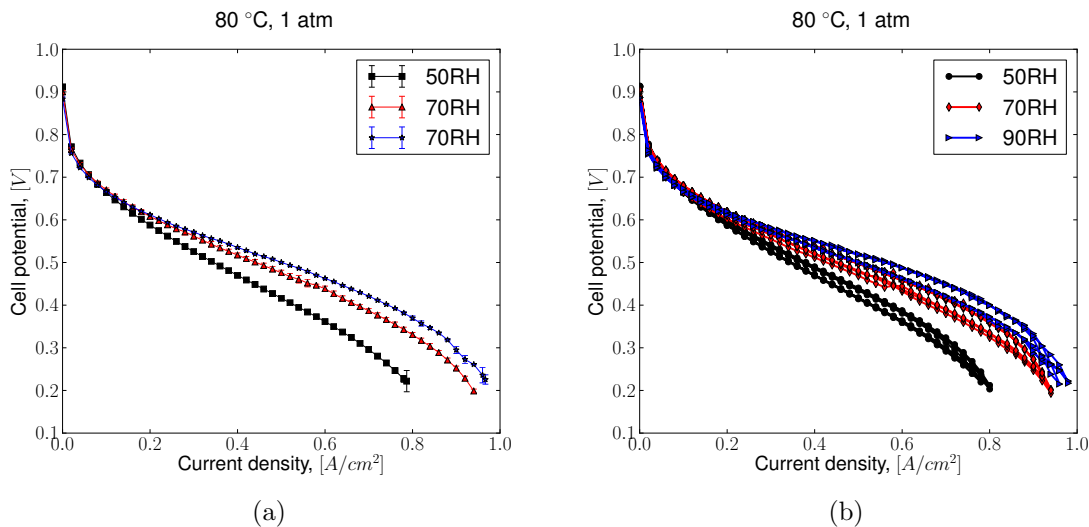 80 °C, 1 atm
1.0
0.9
0.8
0.7
0.6
0.5
0.4
0.3
0.2
0.1
0.0
0.2
0.4
0.6
0.8
1.0
Cell potential, [V]
Current density, [A/cm²]
50RH
70RH
70RH
(a)
80 °C, 1 atm
1.0
0.9
0.8
0.7
0.6
0.5
0.4
0.3
0.2
0.1
0.0
0.2
0.4
0.6
0.8
1.0
Cell potential, [V]
Current density, [A/cm²]
50RH
70RH
90RH
(b)